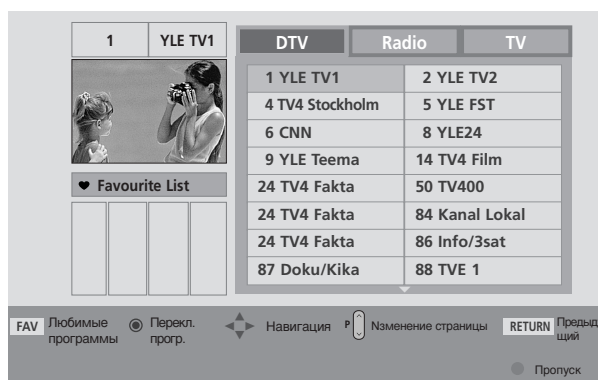 1 YLE TV1
DTV Radio TV
1 YLE TV1 2 YLE TV2
4 TV4 Stockholm 5 YLE FST
6 CNN 8 YLE24
9 YLE Teema 14 TV4 Film
♥ Favourite List
24 TV4 Fakta 50 TV400
24 TV4 Fakta 84 Kanal Lokal
24 TV4 Fakta 86 Info/3sat
87 Doku/Kika 88 TVE 1
FAV Любимые программы
Перекл. прогр.
Навигация
P Nзменение страницы
RETURN Предыд
щий
Пропуск